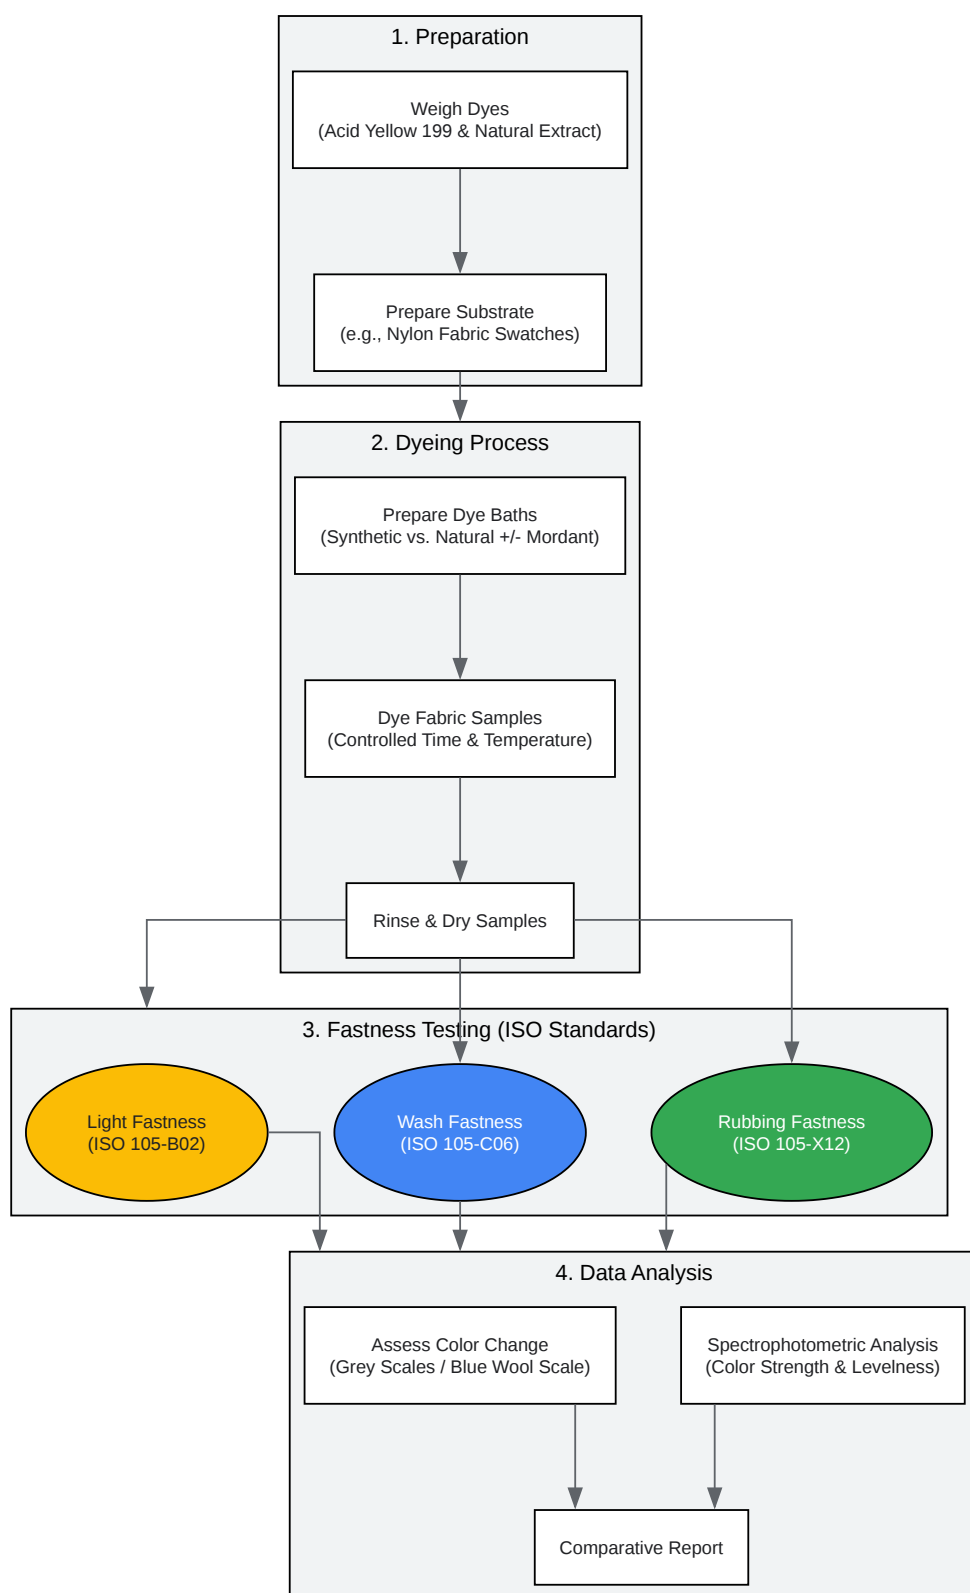 1. Preparation
Weigh Dyes
(Acid Yellow 199 & Natural Extract)
Prepare Substrate
(e.g., Nylon Fabric Swatches)
2. Dyeing Process
Prepare Dye Baths
(Synthetic vs. Natural +/- Mordant)
Dye Fabric Samples
(Controlled Time & Temperature)
Rinse & Dry Samples
3. Fastness Testing (ISO Standards)
Light Fastness
(ISO 105-B02)
Wash Fastness
(ISO 105-C06)
Rubbing Fastness
(ISO 105-X12)
4. Data Analysis
Assess Color Change
(Grey Scales / Blue Wool Scale)
Spectrophotometric Analysis
(Color Strength & Levelness)
Comparative Report